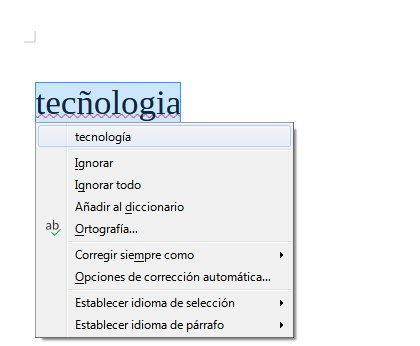 tecñologia
tecnología
Ignorar
Ignorar todo
Añadir al diccionario
Ortografía...
Corregir siempre como
Opciones de corrección automática...
Establecer idioma de selección
Establecer idioma de párrafo